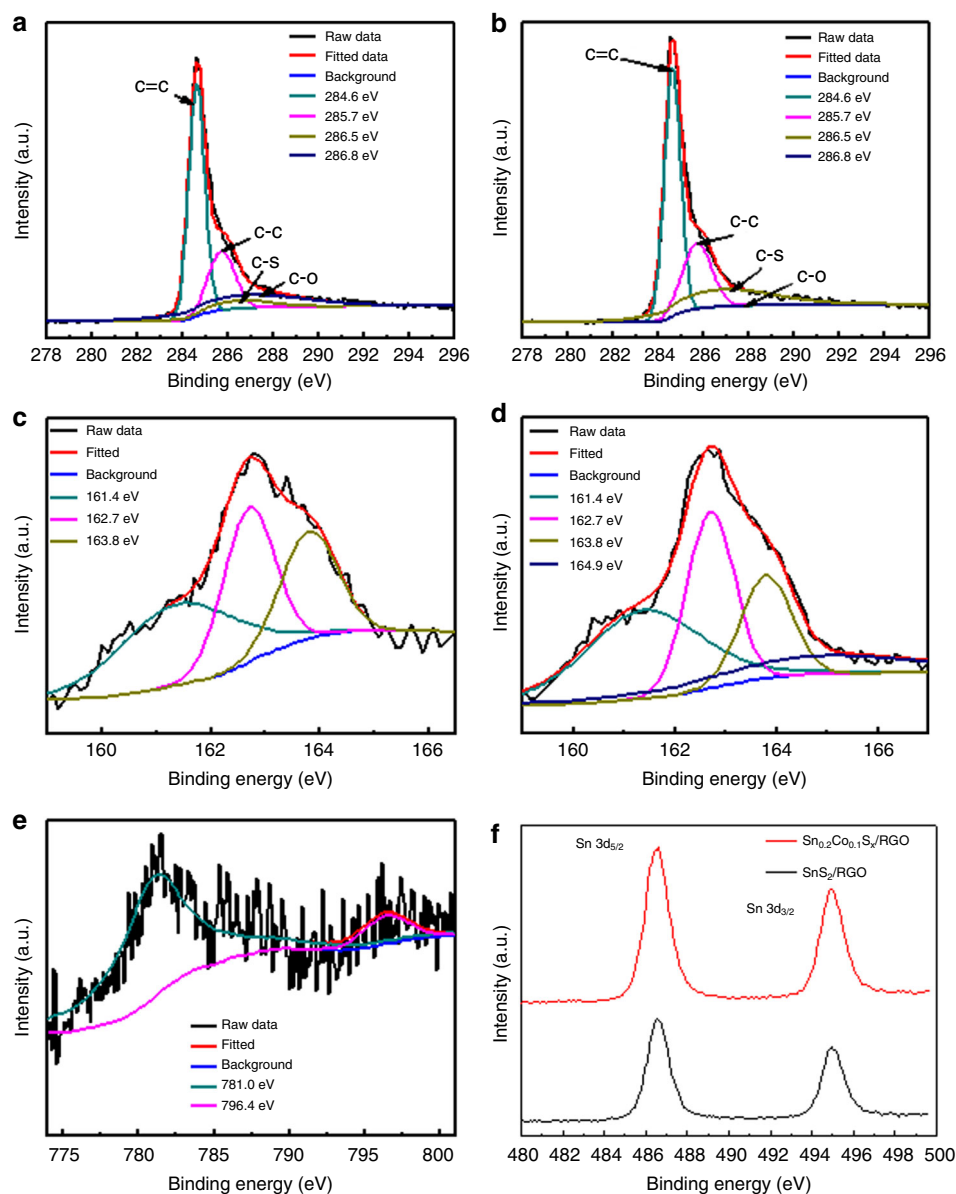 a
Raw data
Fitted data
Background
284.6 eV
285.7 eV
286.5 eV
286.8 eV
C=C
C–C
C–S
C–O
Intensity (a.u.)
278 280 282 284 286 288 290 292 294 296
Binding energy (eV)
b
Raw data
Fitted data
Background
284.6 eV
285.7 eV
286.5 eV
286.8 eV
C=C
C–C
C–S
C–O
Intensity (a.u.)
278 280 282 284 286 288 290 292 294 296
Binding energy (eV)
c
Raw data
Fitted
Background
161.4 eV
162.7 eV
163.8 eV
Intensity (a.u.)
160 162 164 166
Binding energy (eV)
d
Raw data
Fitted
Background
161.4 eV
162.7 eV
163.8 eV
164.9 eV
Intensity (a.u.)
160 162 164 166
Binding energy (eV)
e
Raw data
Fitted
Background
781.0 eV
796.4 eV
Intensity (a.u.)
775 780 785 790 795 800
Binding energy (eV)
f
Sn 3d5/2
Sn0.2Co0.1Sx/RGO
SnS2/RGO
Sn 3d3/2
Intensity (a.u.)
480 482 484 486 488 490 492 494 496 498 500
Binding energy (eV)